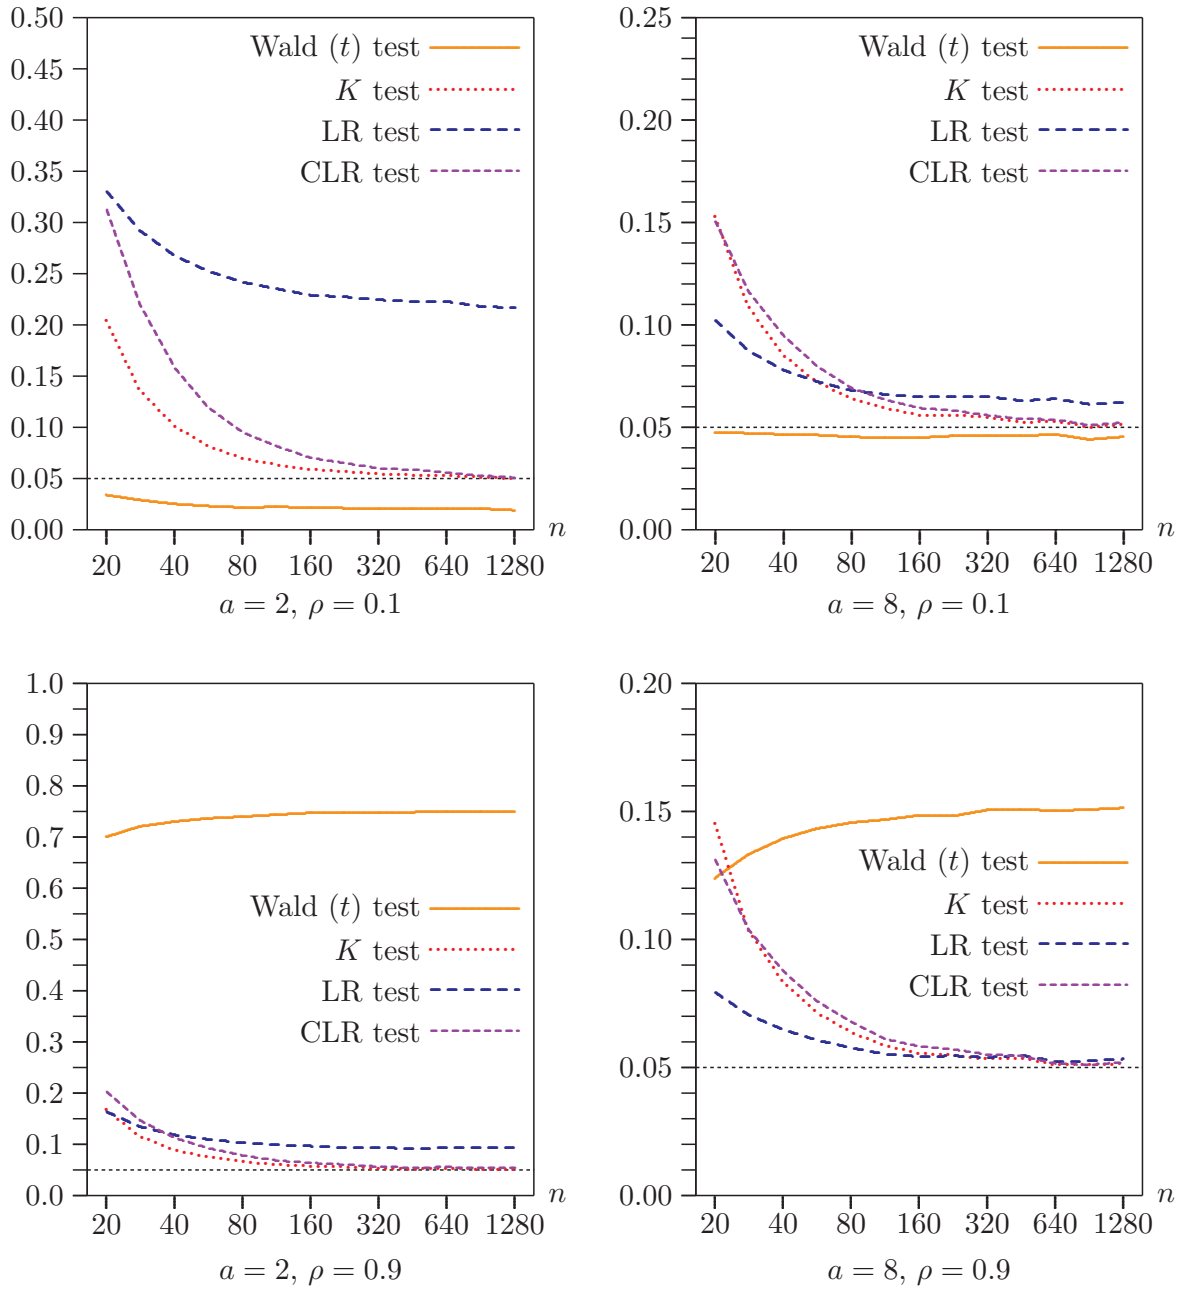 0.50
0.45
0.40
0.35
0.30
0.25
0.20
0.15
0.10
0.05
0.00
Wald (t) test
K test
LR test
CLR test
20 40 80 160 320 640 1280
n
a = 2, ρ = 0.1
0.25
0.20
0.15
0.10
0.05
0.00
Wald (t) test
K test
LR test
CLR test
20 40 80 160 320 640 1280
n
a = 8, ρ = 0.1
1.0
0.9
0.8
0.7
0.6
0.5
0.4
0.3
0.2
0.1
0.0
Wald (t) test
K test
LR test
CLR test
20 40 80 160 320 640 1280
n
a = 2, ρ = 0.9
0.20
0.15
0.10
0.05
0.00
Wald (t) test
K test
LR test
CLR test
20 40 80 160 320 640 1280
n
a = 8, ρ = 0.9